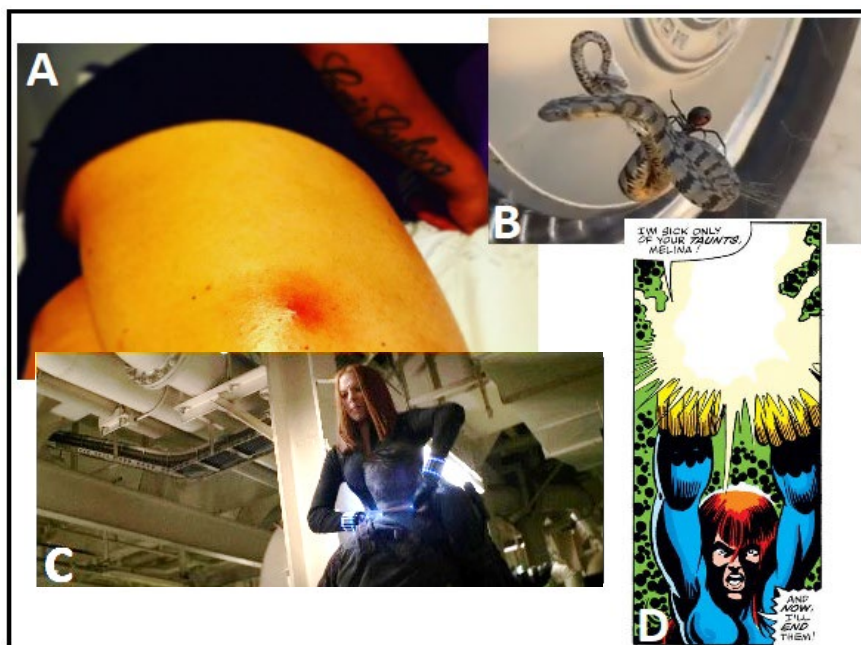 A
B
I'M SICK ONLY
OF YOUR TAUNTS,
MELINA!
C
D
AND
NOW,
I'LL
END
THEM!